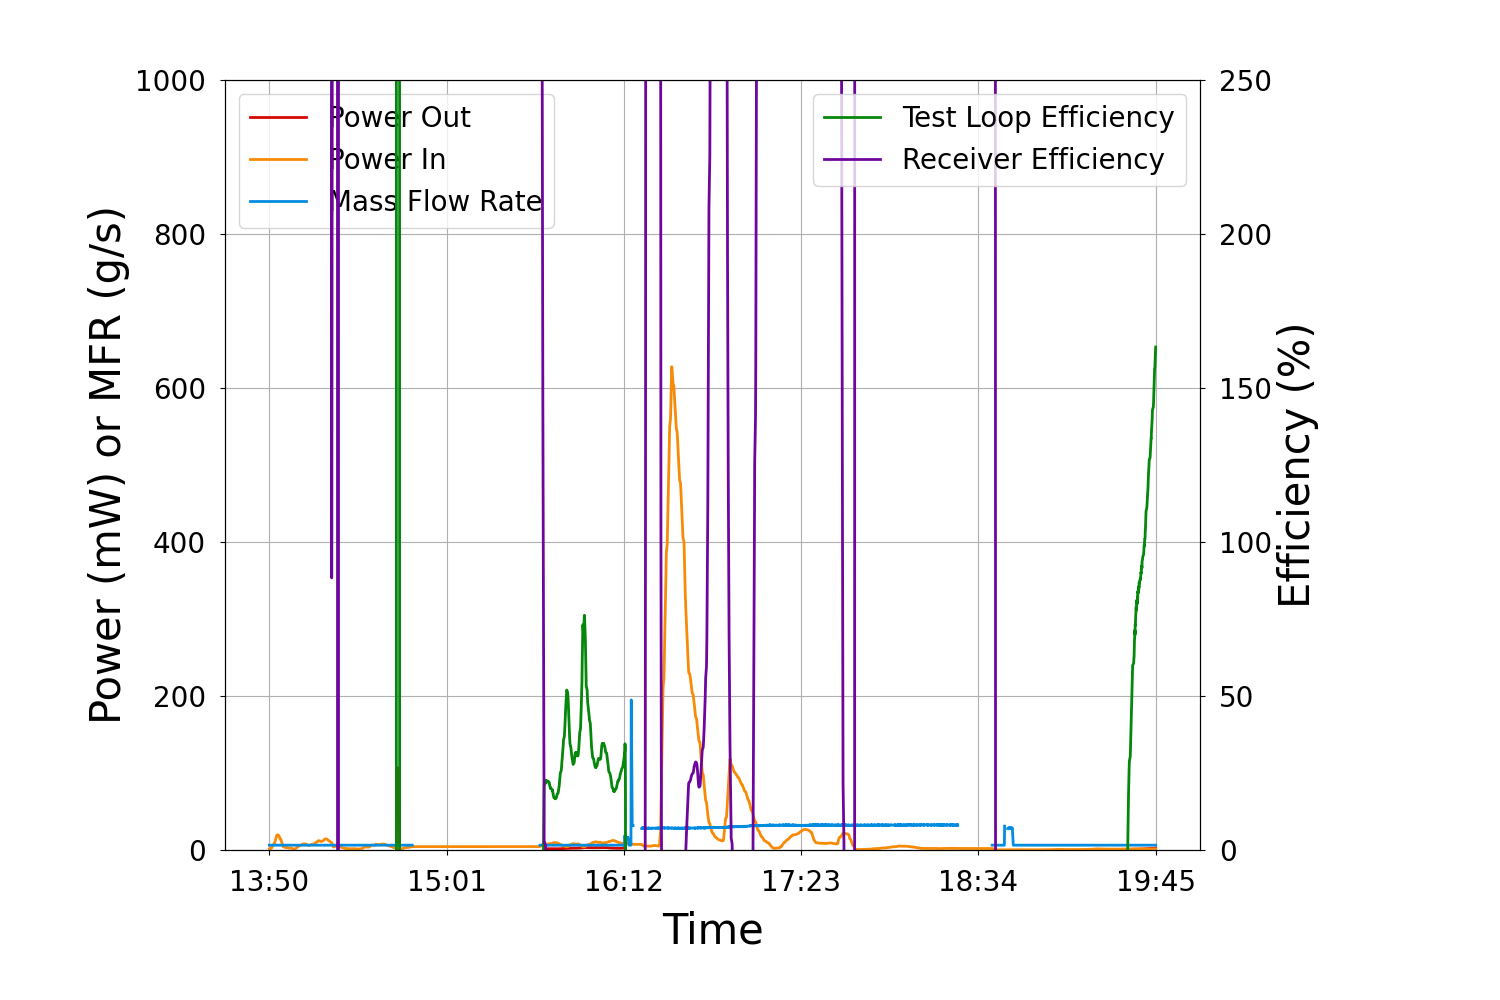 1000
800
600
400
200
0
Power (mW) or MFR (g/s)
Power Out
Power In
Mass Flow Rate
Test Loop Efficiency
Receiver Efficiency
250
200
150
100
50
0
Efficiency (%)
13:50 15:01 16:12 17:23 18:34 19:45
Time